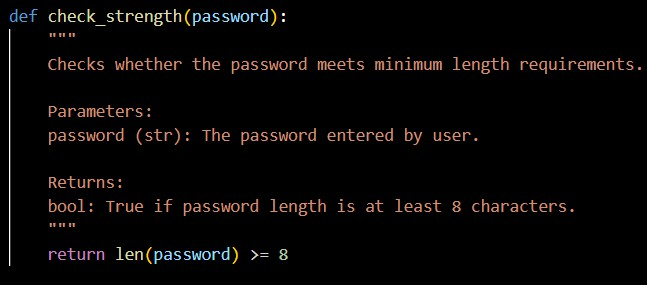 def check_strength(password):
    """
    Checks whether the password meets minimum length requirements.

    Parameters:
    password (str): The password entered by user.

    Returns:
    bool: True if password length is at least 8 characters.
    """
    return len(password) >= 8